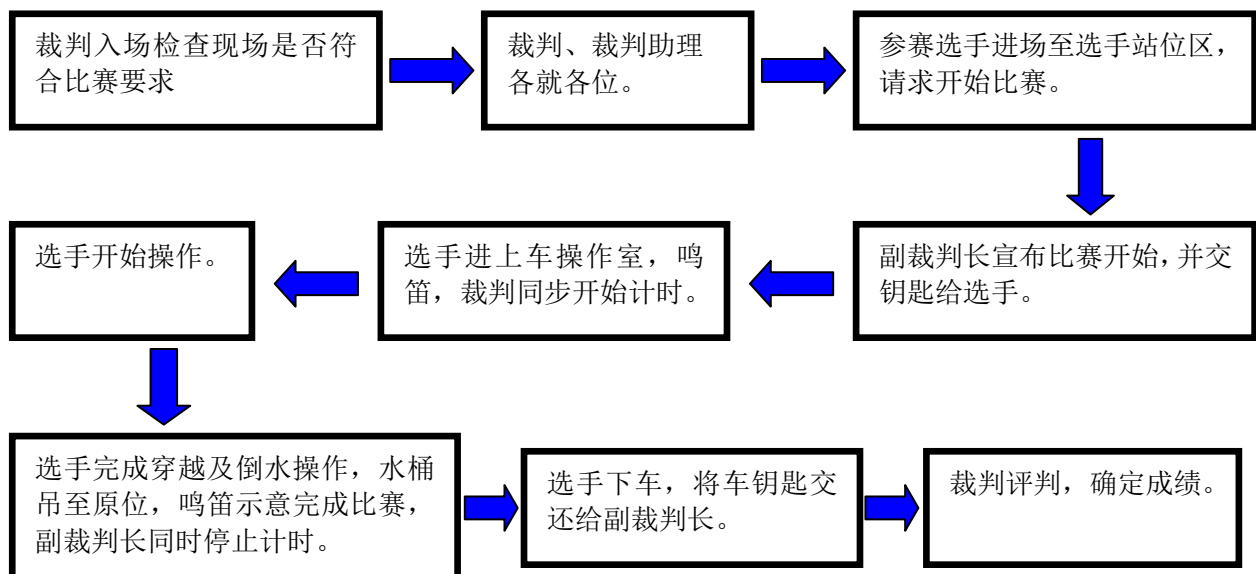 裁判入场检查现场是否符
合比赛要求
裁判、裁判助理
各就各位。
参赛选手进场至选手站位区，
请求开始比赛。
副裁判长宣布比赛开始，并交
钥匙给选手。
选手进上车操作室，鸣
笛，裁判同步开始计时。
选手开始操作。
选手完成穿越及倒水操作，水桶
吊至原位，鸣笛示意完成比赛，
副裁判长同时停止计时。
选手下车，将车钥匙交
还给副裁判长。
裁判评判，确定成绩。